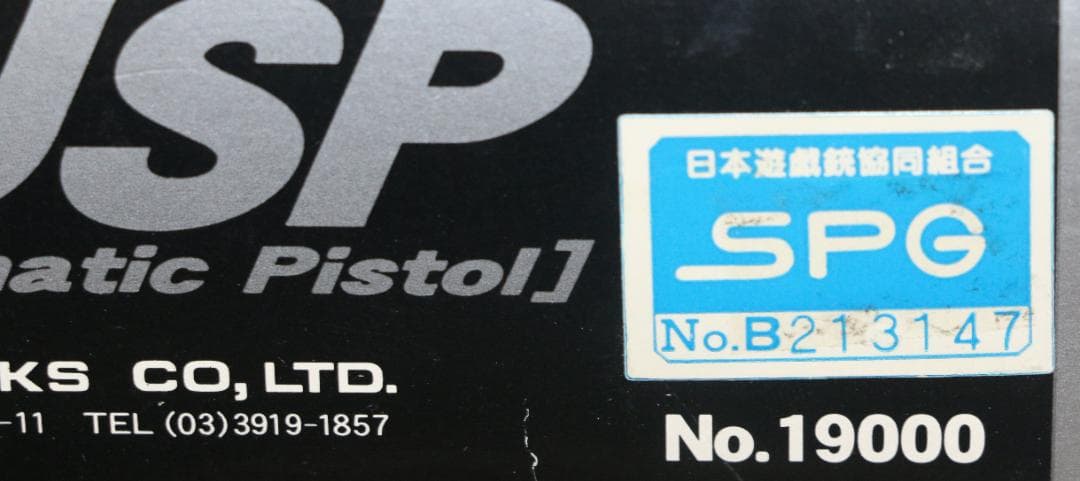 USP
matic Pistol]
日本遊戯銃協同組合
SPG
No.B213147
KS CO, LTD.
-11 TEL (03)3919-1857
No.19000